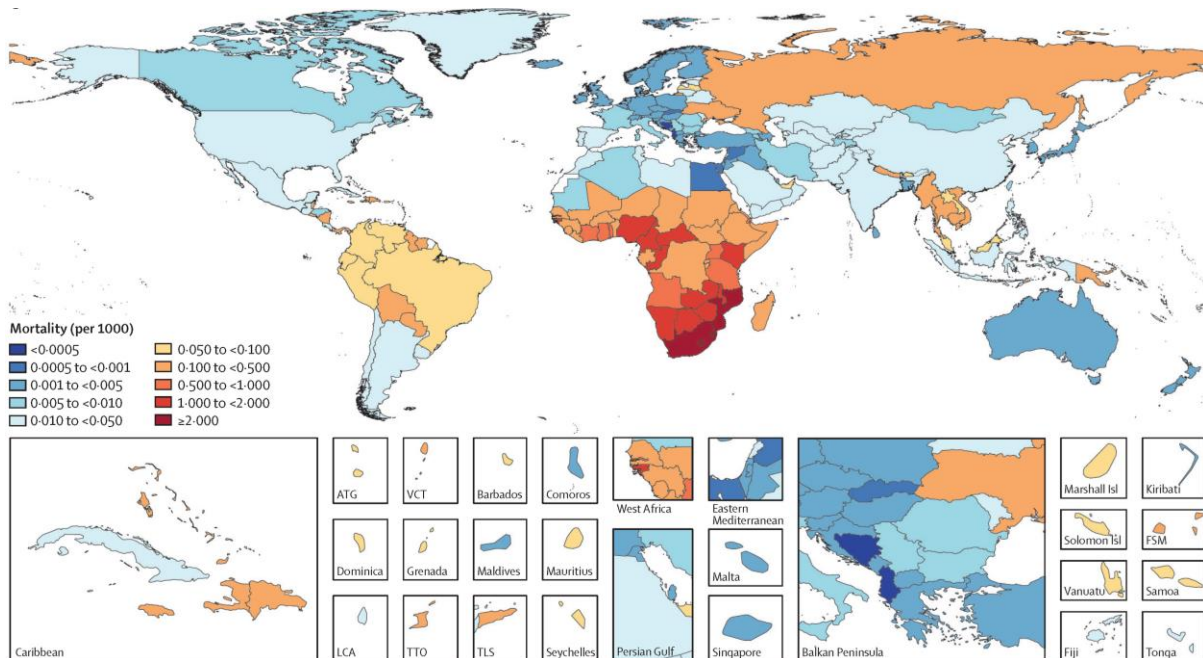 Mortality (per 1000)
<0·0005
0·0005 to <0·001
0·001 to <0·005
0·005 to <0·010
0·010 to <0·050
0·050 to <0·100
0·100 to <0·500
0·500 to <1·000
1·000 to <2·000
≥2·000
Caribbean
ATG
VCT
Barbados
Comoros
Dominica
Grenada
Maldives
Mauritius
LCA
TTO
TLS
Seychelles
West Africa
Eastern
Mediterranean
Persian Gulf
Malta
Singapore
Balkan Peninsula
Marshall Isl
Kiribati
Solomon Isl
FSM
Vanuatu
Samoa
Fiji
Tonga